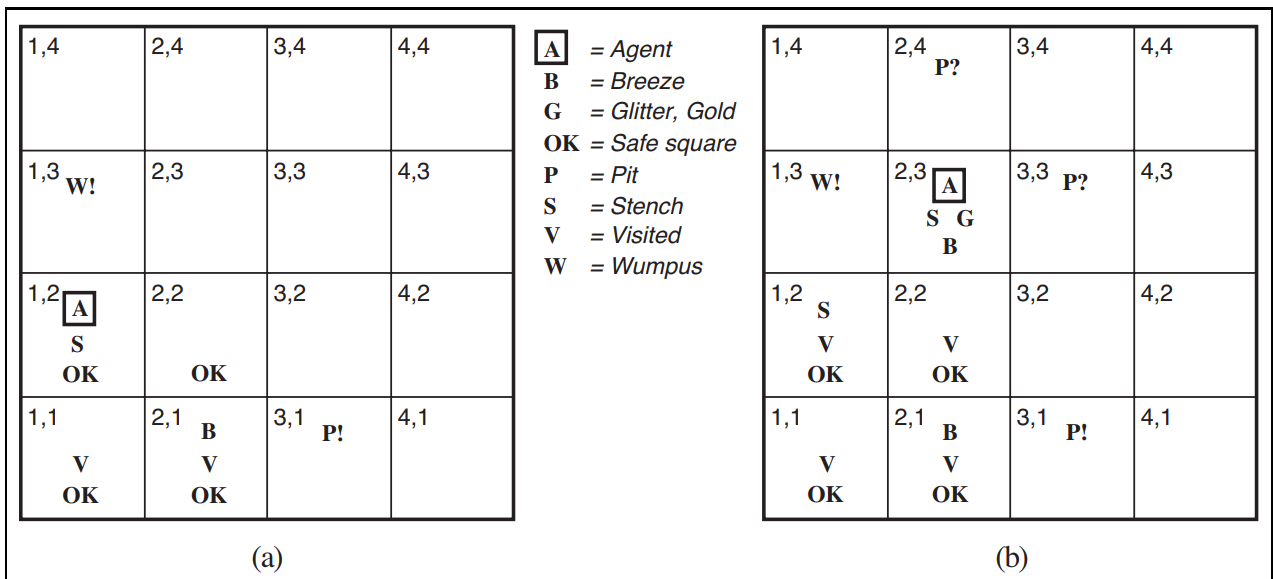 1,4 2,4 3,4 4,4
1,3 W! 2,3 3,3 4,3
1,2 A 2,2 3,2 4,2
S
OK OK
1,1 2,1 B 3,1 P! 4,1
V V
OK OK
(a)
A = Agent
B = Breeze
G = Glitter, Gold
OK = Safe square
P = Pit
S = Stench
V = Visited
W = Wumpus
1,4 2,4 P? 3,4 4,4
1,3 W! 2,3 A 3,3 P? 4,3
S G
B
1,2 S 2,2 3,2 4,2
V V
OK OK
1,1 2,1 B 3,1 P! 4,1
V V
OK OK
(b)